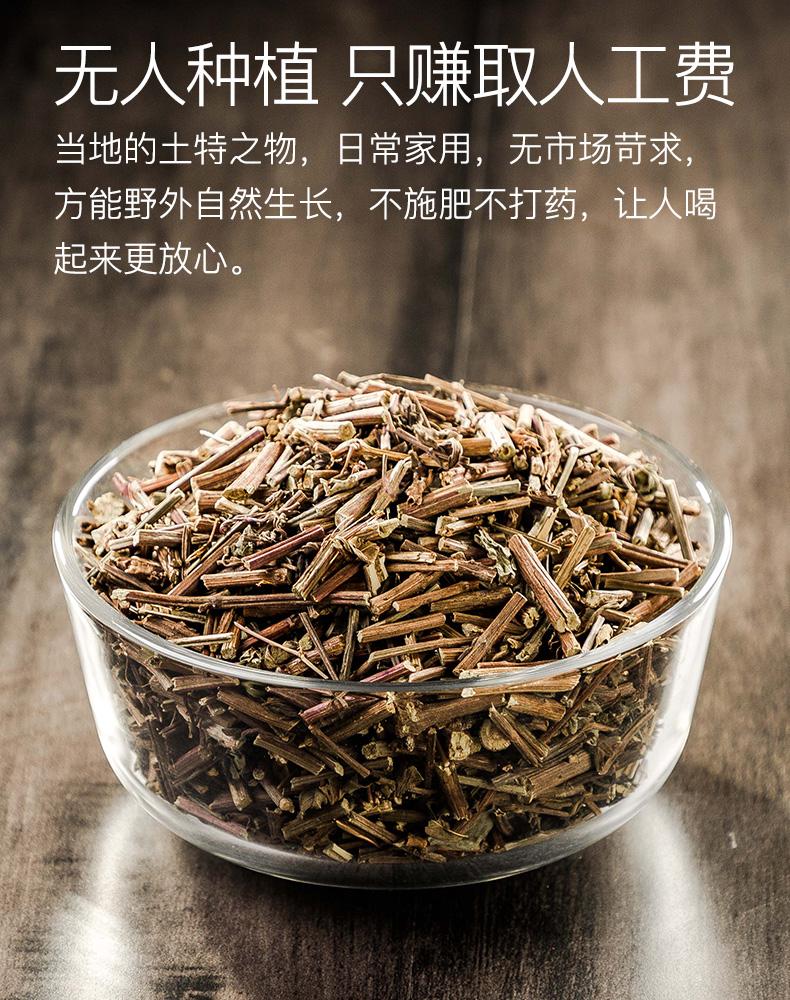 无人种植 只赚取人工费
当地的土特之物，日常家用，无市场苛求，
方能野外自然生长，不施肥不打药，让人喝
起来更放心。